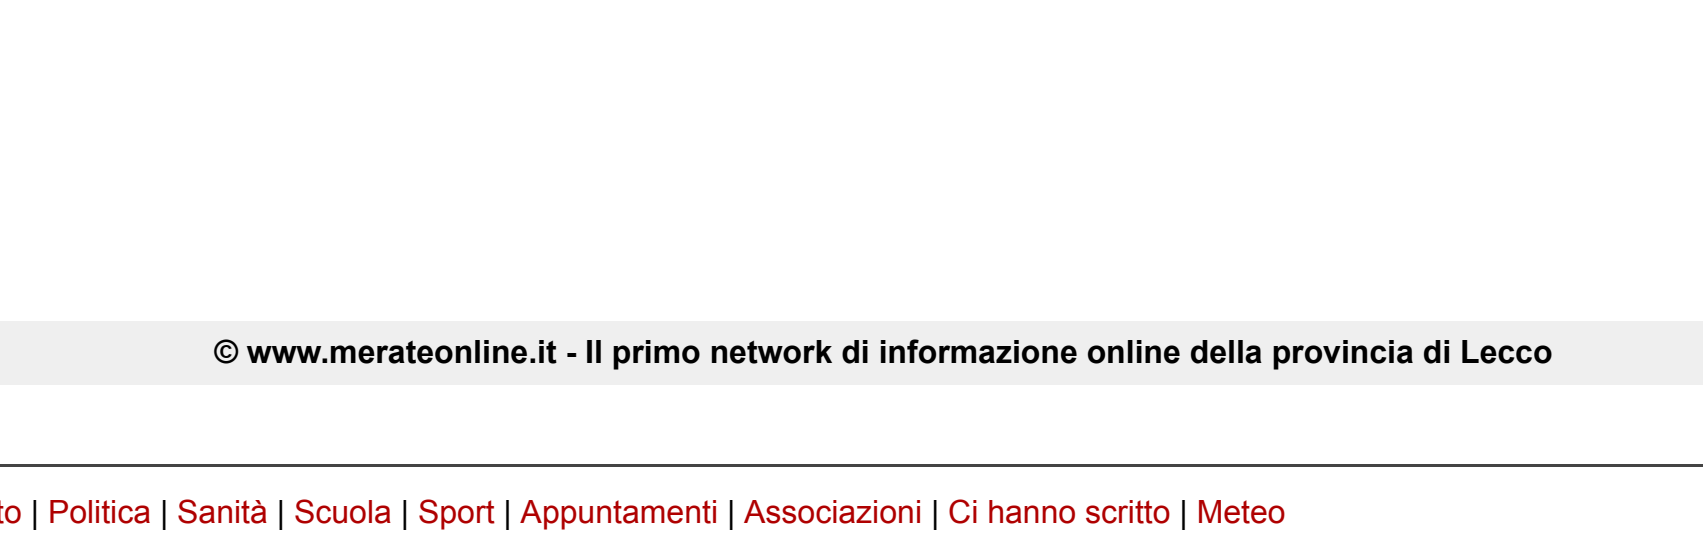 © www.merateonline.it - Il primo network di informazione online della provincia di Lecco
| Politica | Sanità | Scuola | Sport | Appuntamenti | Associazioni | Ci hanno scritto | Meteo